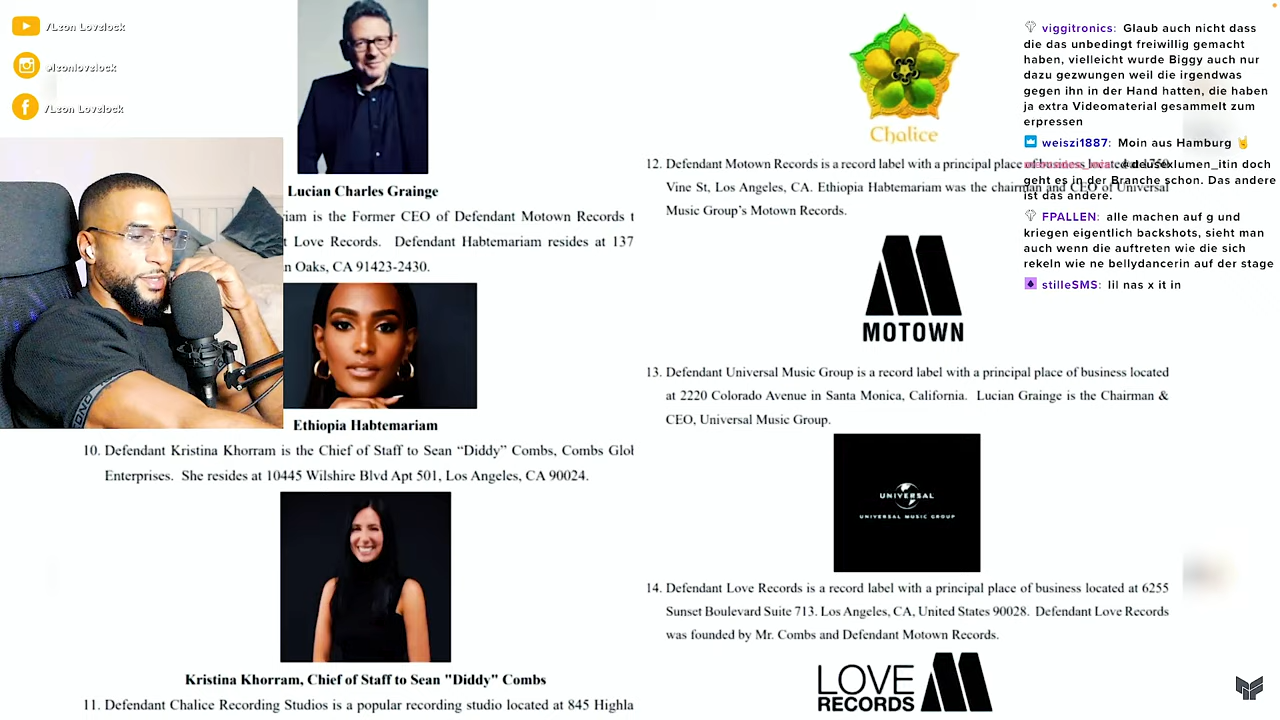 /Leon Lovelock
/Leon Lovelock
Lucian Charles Grainge
iam is the Former CEO of Defendant Motown Records t
t Love Records. Defendant Habtemariam resides at 137
n Oaks, CA 91423-2430.
Ethiopia Habtemariam
10. Defendant Kristina Khorram is the Chief of Staff to Sean “Diddy” Combs, Combs Glob
Enterprises. She resides at 10445 Wilshire Blvd Apt 501, Los Angeles, CA 90024.
Kristina Khorram, Chief of Staff to Sean "Diddy" Combs
11. Defendant Chalice Recording Studios is a popular recording studio located at 845 Highla
Chalice
12. Defendant Motown Records is a record label with a principal place of business located at 1750
Vine St, Los Angeles, CA. Ethiopia Habtemariam was the chairman and CEO of Universal
Music Group’s Motown Records.
MOTOWN
13. Defendant Universal Music Group is a record label with a principal place of business located
at 2220 Colorado Avenue in Santa Monica, California. Lucian Grainge is the Chairman &
CEO, Universal Music Group.
UNIVERSAL
UNIVERSAL MUSIC GROUP
14. Defendant Love Records is a record label with a principal place of business located at 6255
Sunset Boulevard Suite 713. Los Angeles, CA, United States 90028. Defendant Love Records
was founded by Mr. Combs and Defendant Motown Records.
LOVE
RECORDS
viggitronics: Glaub auch nicht dass
die das unbedingt freiwillig gemacht
haben, vielleicht wurde Biggy auch nur
dazu gezwungen weil die irgendwas
gegen ihn in der Hand hatten, die haben
ja extra Videomaterial gesammelt zum
erpressen
weiszi1887: Moin aus Hamburg 🤘
doch
geht es in der Branche schon. Das andere
ist das andere.
FPALLEN: alle machen auf g und
kriegen eigentlich backshots, sieht man
auch wenn die auftreten wie die sich
rekeln wie ne bellydancerin auf der stage
stilleSMS: lil nas x it in